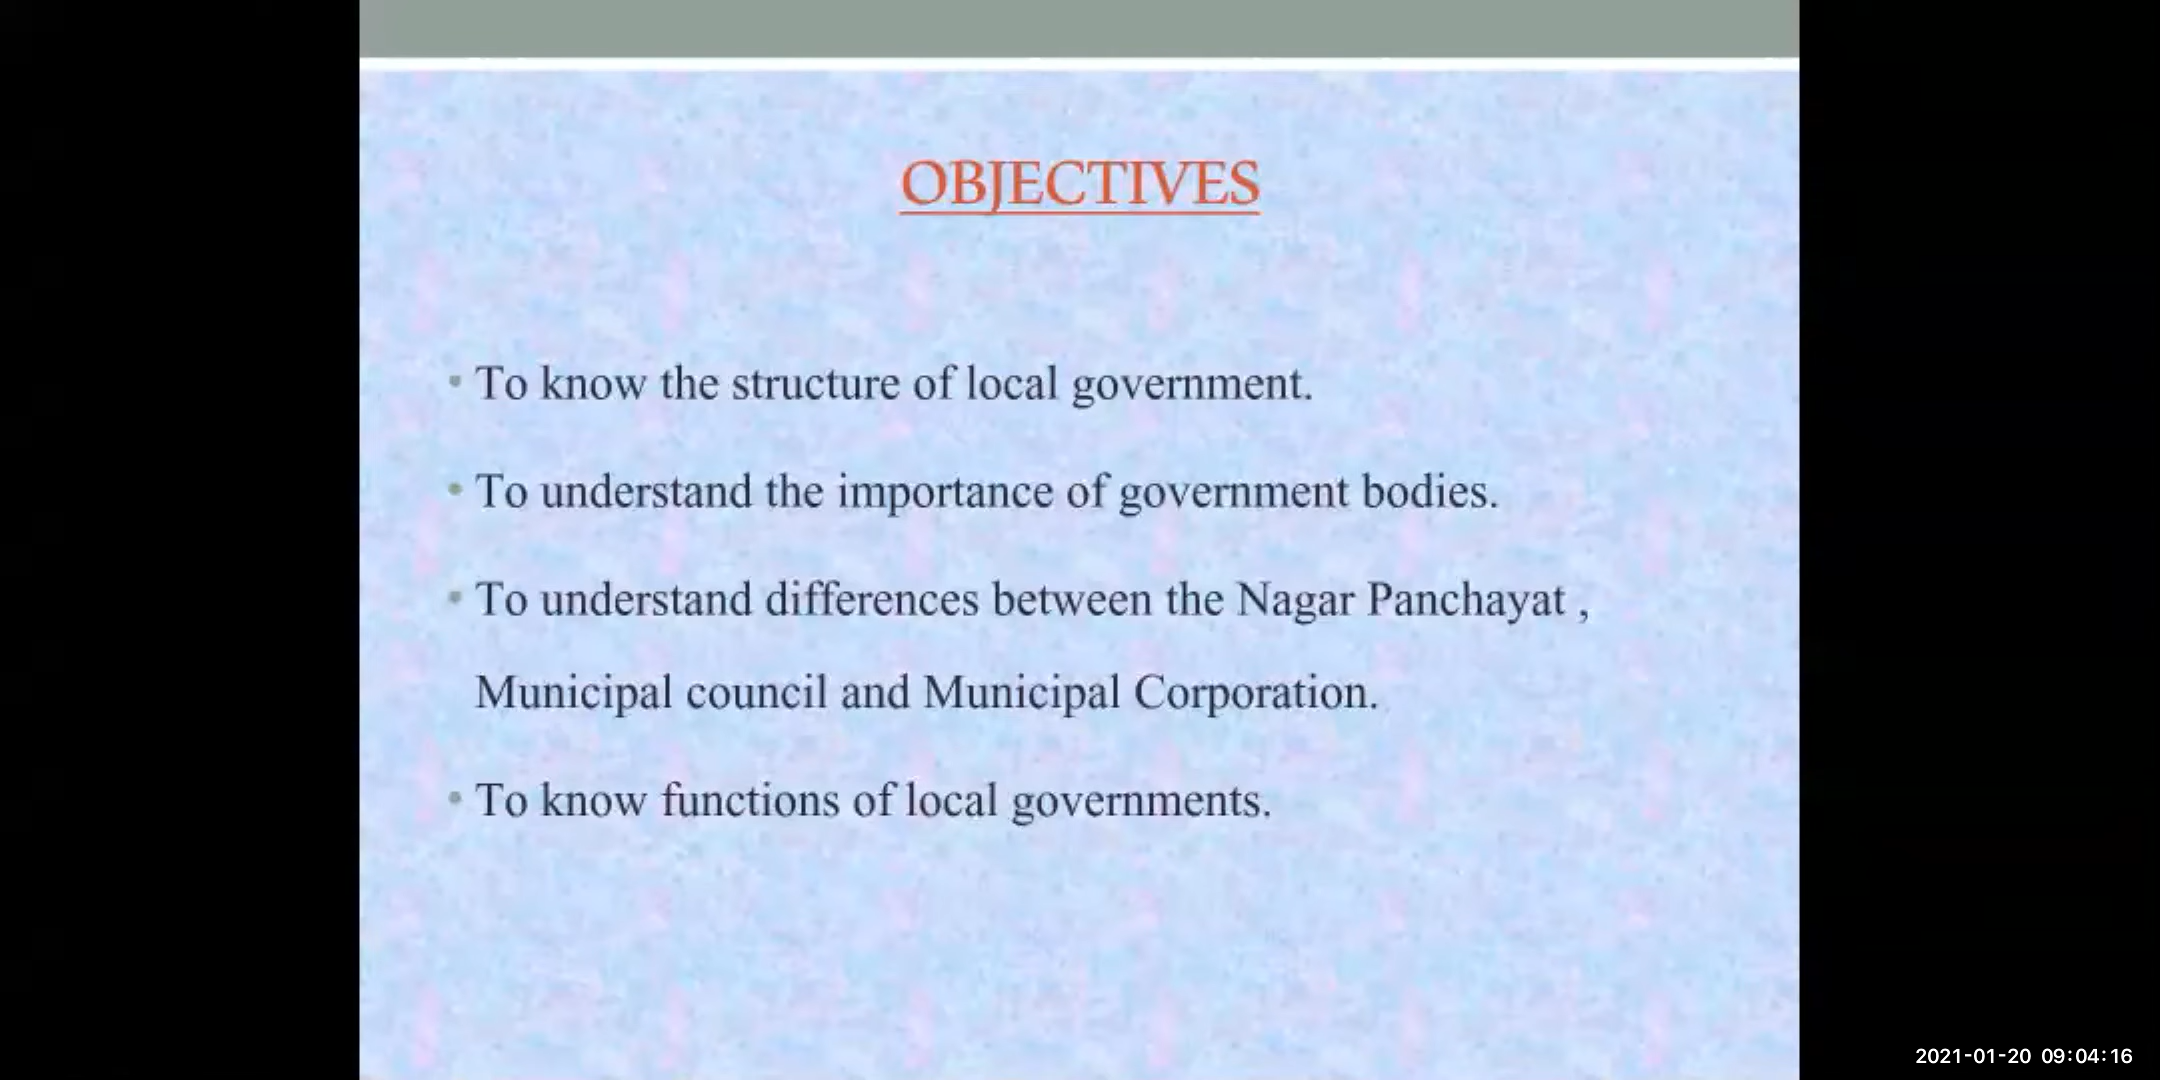 OBJECTIVES
• To know the structure of local government.
• To understand the importance of government bodies.
• To understand differences between the Nagar Panchayat ,
Municipal council and Municipal Corporation.
• To know functions of local governments.
2021-01-20 09:04:16